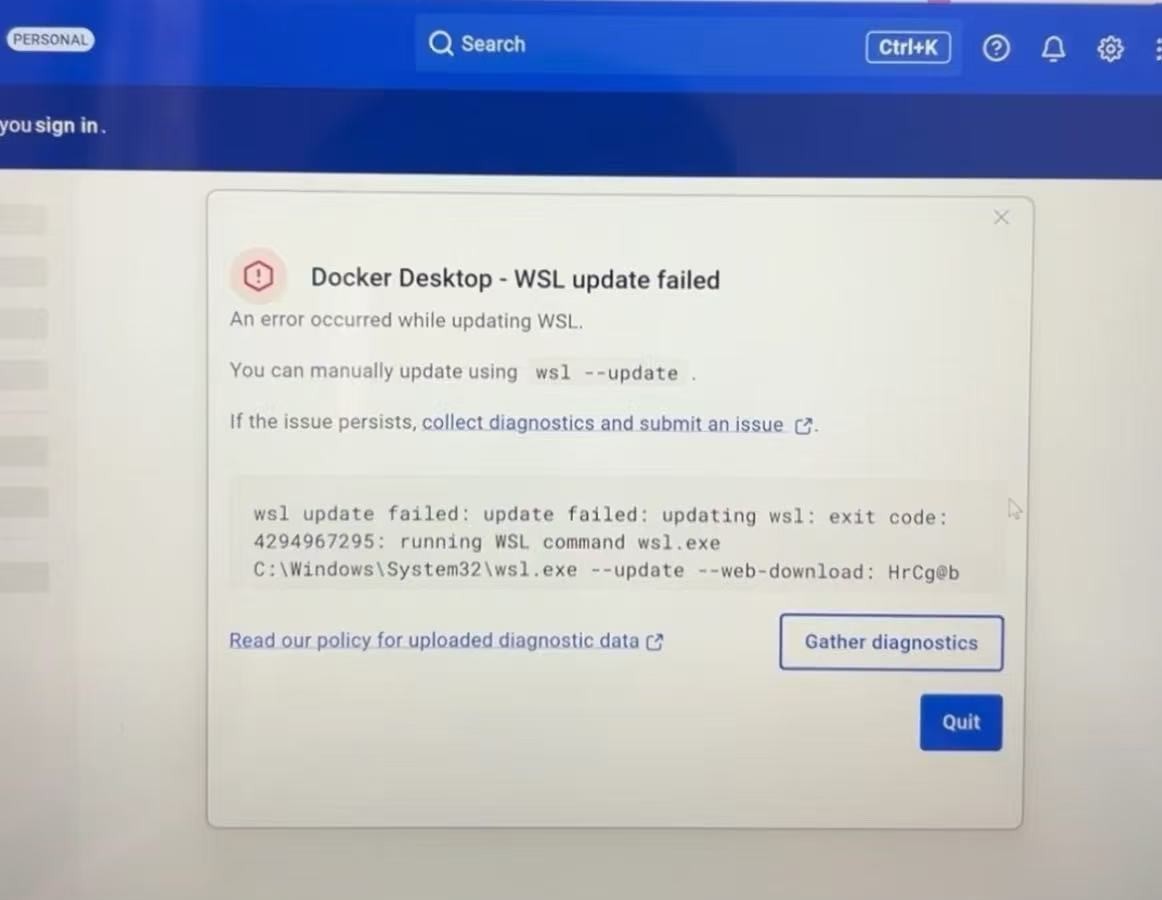 PERSONAL
Search
Ctrl+K
you sign in.
Docker Desktop - WSL update failed
An error occurred while updating WSL.
You can manually update using wsl --update .
If the issue persists, collect diagnostics and submit an issue.
wsl update failed: update failed: updating wsl: exit code:
4294967295: running WSL command wsl.exe
C:\Windows\System32\wsl.exe --update --web-download: HrCg@b
Read our policy for uploaded diagnostic data
Gather diagnostics
Quit